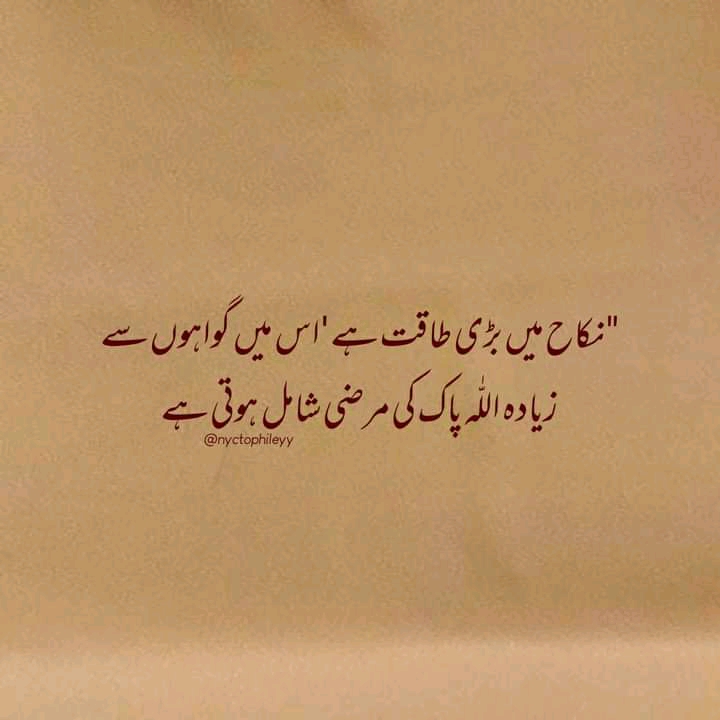 "نکاح میں بڑی طاقت ہے 'اس میں گواہوں سے
زیادہ اللہ پاک کی مرضی شامل ہوتی ہے
@nyctophileyy